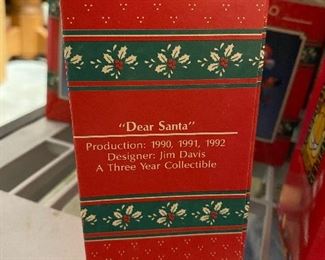 "Dear Santa"
Production: 1990, 1991, 1992
Designer: Jim Davis
A Three Year Collectible